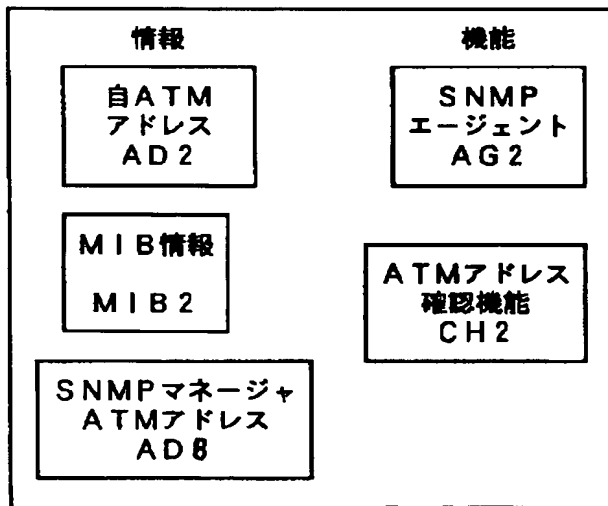 情報
自ATM
アドレス
AD2
MIB情報
MIB2
SNMPマネージャ
ATMアドレス
AD8
機能
SNMP
エージェント
AG2
ATMアドレス
確認機能
CH2